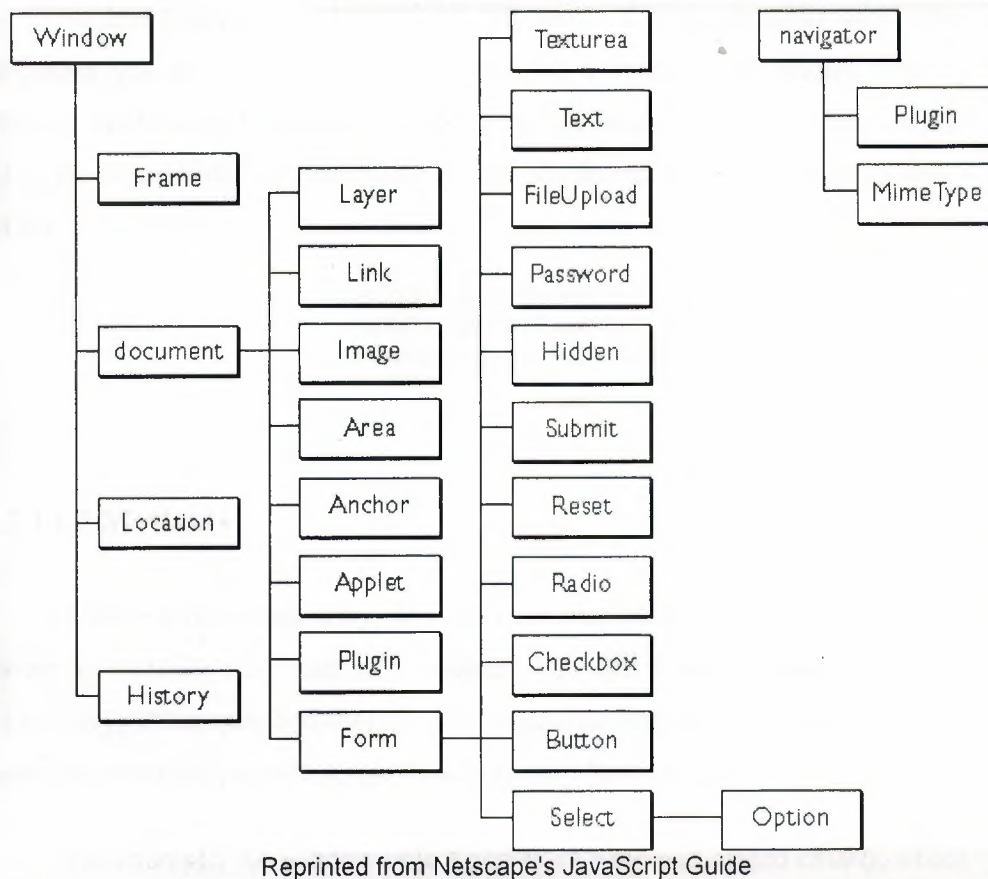 Window
Frame
document
Location
History
Layer
Link
Image
Area
Anchor
Applet
Plugin
Form
Texturea
Text
FileUpload
Password
Hidden
Submit
Reset
Radio
Checkbox
Button
Select
Option
navigator
Plugin
MimeType
Reprinted from Netscape's JavaScript Guide